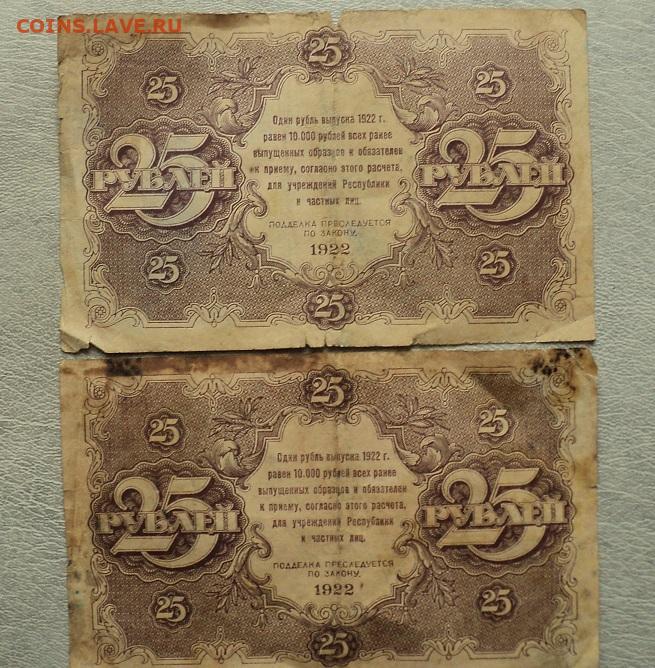 COINS.LAVE.RU
25
25 25
Один рубль выпуска 1922 г.
равен 10.000 рублей всех ранее
выпущенных образцов и обязателен
к приему, согласно этого расчета,
для учреждений Республики
и частных лиц.
25 РУБЛЕЙ 25 РУБЛЕЙ
ПОДДЕЛКА ПРЕСЛЕДУЕТСЯ
ПО ЗАКОНУ.
1922
25 25
25
25
25 25
Один рубль выпуска 1922 г.
равен 10.000 рублей всех ранее
выпущенных образцов и обязателен
к приему, согласно этого расчета,
для учреждений Республики
и частных лиц.
25 РУБЛЕЙ 25 РУБЛЕЙ
ПОДДЕЛКА ПРЕСЛЕДУЕТСЯ
ПО ЗАКОНУ.
1922
25 25
25